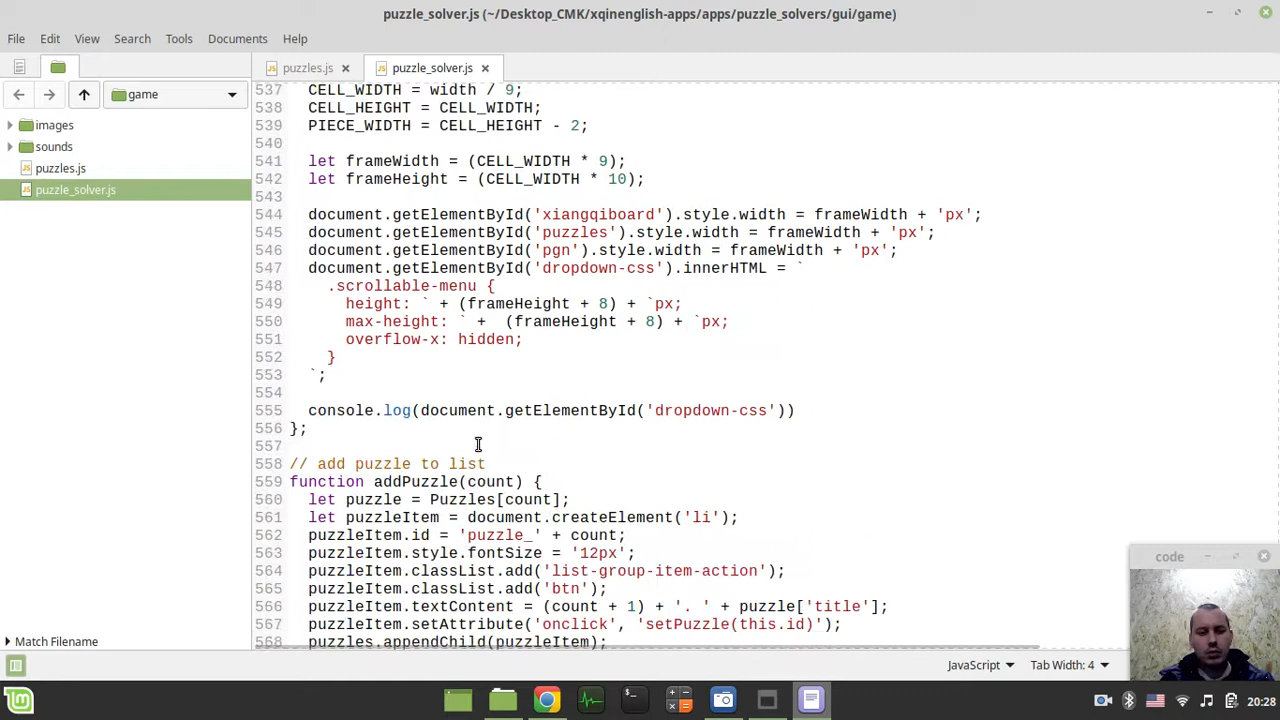 puzzle_solver.js (~/Desktop_CMK/xqinenglish-apps/apps/puzzle_solvers/gui/game)
File Edit View Search Tools Documents Help
puzzles.js
puzzle_solver.js
game
images
sounds
puzzles.js
puzzle_solver.js
537 CELL_WIDTH = width / 9;
538 CELL_HEIGHT = CELL_WIDTH;
539 PIECE_WIDTH = CELL_HEIGHT - 2;
540
541 let frameWidth = (CELL_WIDTH * 9);
542 let frameHeight = (CELL_WIDTH * 10);
543
544 document.getElementById('xiangqiboard').style.width = frameWidth + 'px';
545 document.getElementById('puzzles').style.width = frameWidth + 'px';
546 document.getElementById('pgn').style.width = frameWidth + 'px';
547 document.getElementById('dropdown-css').innerHTML = `
548 .scrollable-menu {
549 height: ` + (frameHeight + 8) + `px;
550 max-height: ` +  (frameHeight + 8) + `px;
551 overflow-x: hidden;
552 }
553 `;
554
555 console.log(document.getElementById('dropdown-css'))
556 };
557
558 // add puzzle to list
559 function addPuzzle(count) {
560 let puzzle = Puzzles[count];
561 let puzzleItem = document.createElement('li');
562 puzzleItem.id = 'puzzle_' + count;
563 puzzleItem.style.fontSize = '12px';
564 puzzleItem.classList.add('list-group-item-action');
565 puzzleItem.classList.add('btn');
566 puzzleItem.textContent = (count + 1) + '. ' + puzzle['title'];
567 puzzleItem.setAttribute('onclick', 'setPuzzle(this.id)');
568 puzzles.appendChild(puzzleItem);
code
Match Filename
JavaScript
Tab Width: 4
20:28